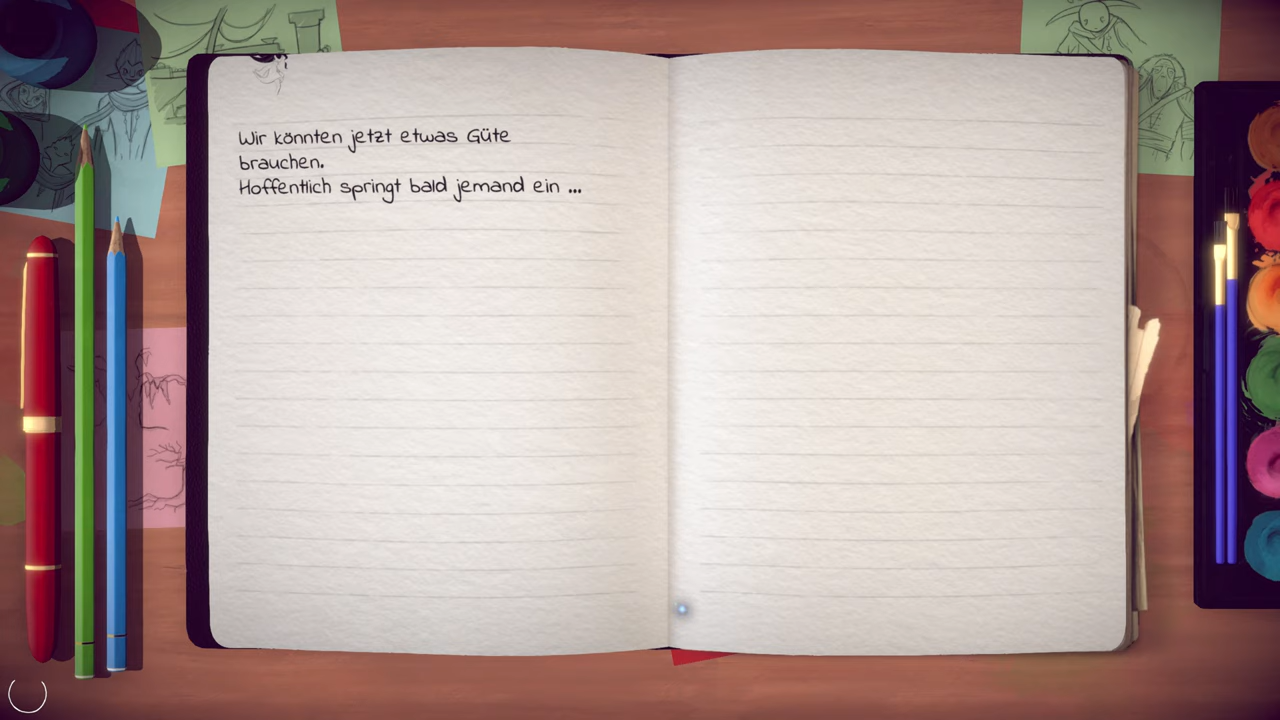 Wir könnten jetzt etwas Güte
brauchen.
Hoffentlich springt bald jemand ein ...